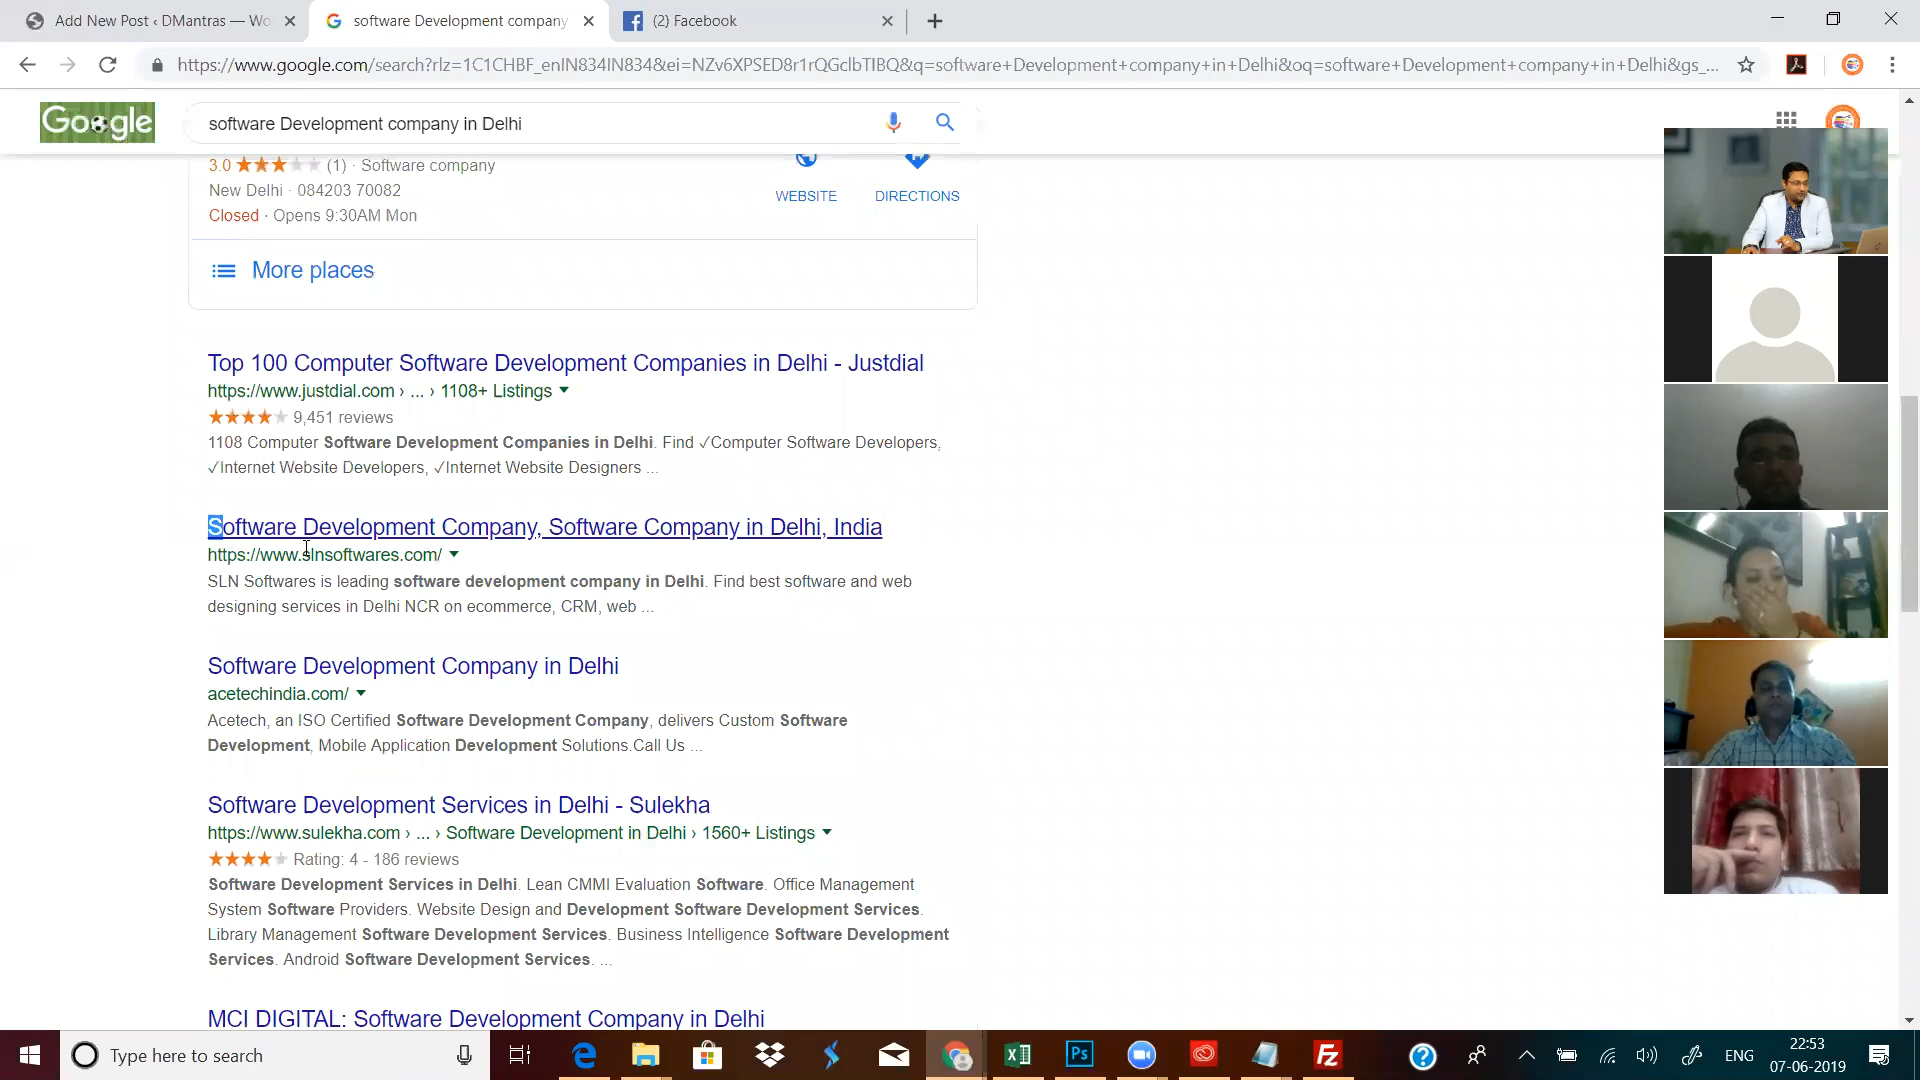 Add New Post ‹ DMantras — Wo
software Development company
(2) Facebook
https://www.google.com/search?rlz=1C1CHBF_enIN834IN834&ei=NZv6XPSED8r1rQGclbTIBQ&q=software+Development+company+in+Delhi&oq=software+Development+company+in+Delhi&gs_...
Google
software Development company in Delhi
3.0 (1) · Software company
New Delhi · 084203 70082
Closed · Opens 9:30AM Mon
WEBSITE
DIRECTIONS
More places
Top 100 Computer Software Development Companies in Delhi - Justdial
https://www.justdial.com › ... › 1108+ Listings
9,451 reviews
1108 Computer Software Development Companies in Delhi. Find ✓Computer Software Developers,
✓Internet Website Developers, ✓Internet Website Designers ...
Software Development Company, Software Company in Delhi, India
https://www.slnsoftwares.com/
SLN Softwares is leading software development company in Delhi. Find best software and web
designing services in Delhi NCR on ecommerce, CRM, web ...
Software Development Company in Delhi
acetechindia.com/
Acetech, an ISO Certified Software Development Company, delivers Custom Software
Development, Mobile Application Development Solutions.Call Us ...
Software Development Services in Delhi - Sulekha
https://www.sulekha.com › ... › Software Development in Delhi › 1560+ Listings
Rating: 4 - 186 reviews
Software Development Services in Delhi. Lean CMMI Evaluation Software. Office Management
System Software Providers. Website Design and Development Software Development Services.
Library Management Software Development Services. Business Intelligence Software Development
Services. Android Software Development Services. ...
MCI DIGITAL: Software Development Company in Delhi
Type here to search
Ps
Fz
ENG
22:53
07-06-2019